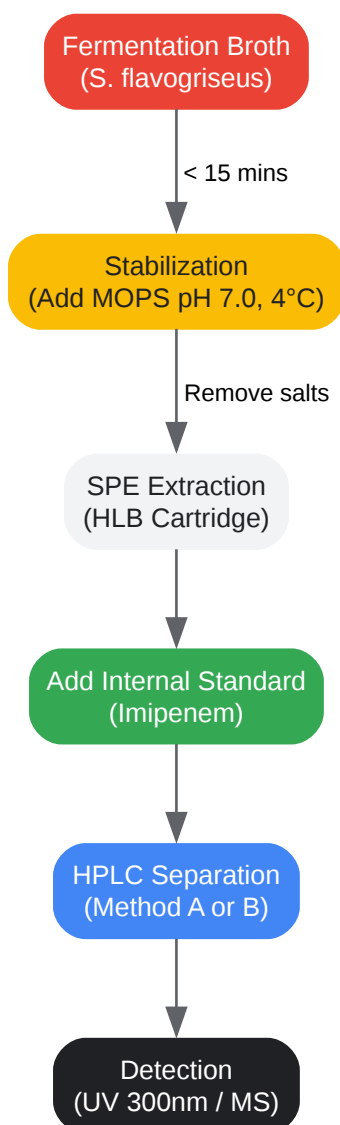 Fermentation Broth
(S. flavogriseus)
< 15 mins
Stabilization
(Add MOPS pH 7.0, 4°C)
Remove salts
SPE Extraction
(HLB Cartridge)
Add Internal Standard
(Imipenem)
HPLC Separation
(Method A or B)
Detection
(UV 300nm / MS)